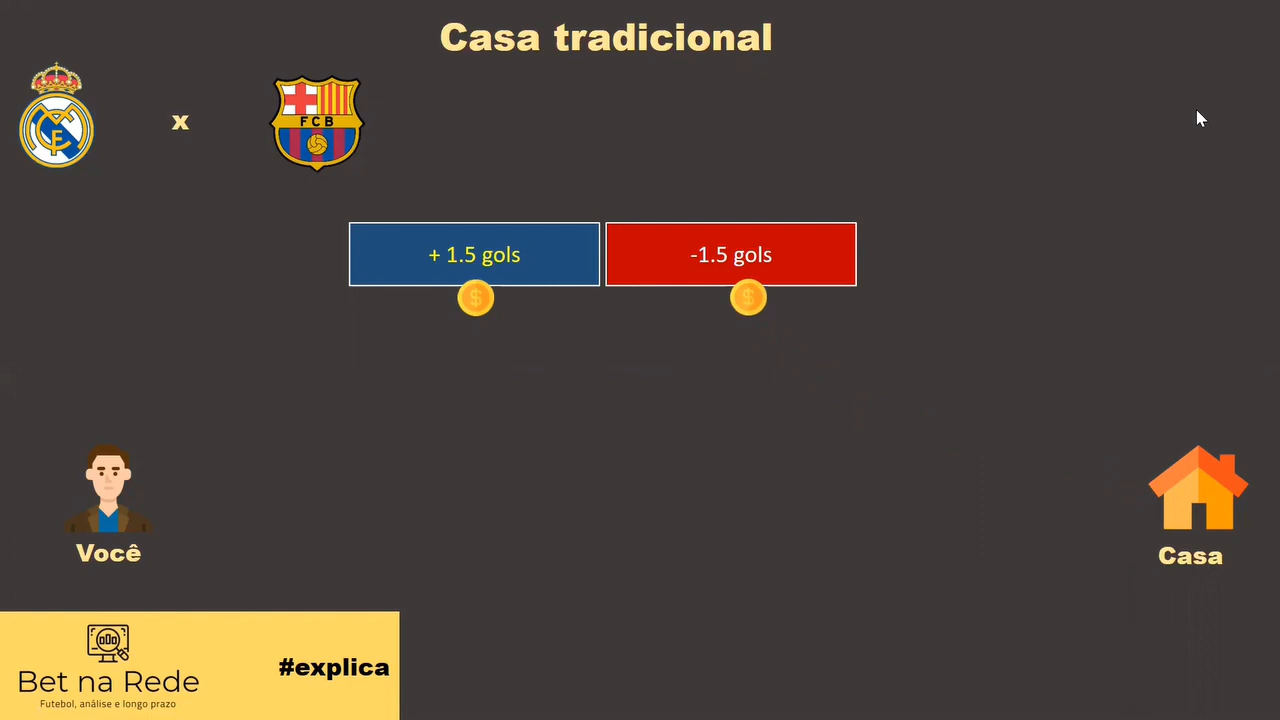 Casa tradicional
x
FCB
+ 1.5 gols
-1.5 gols
$
$
Você
Casa
Bet na Rede
Futebol, análise e longo prazo
#explica